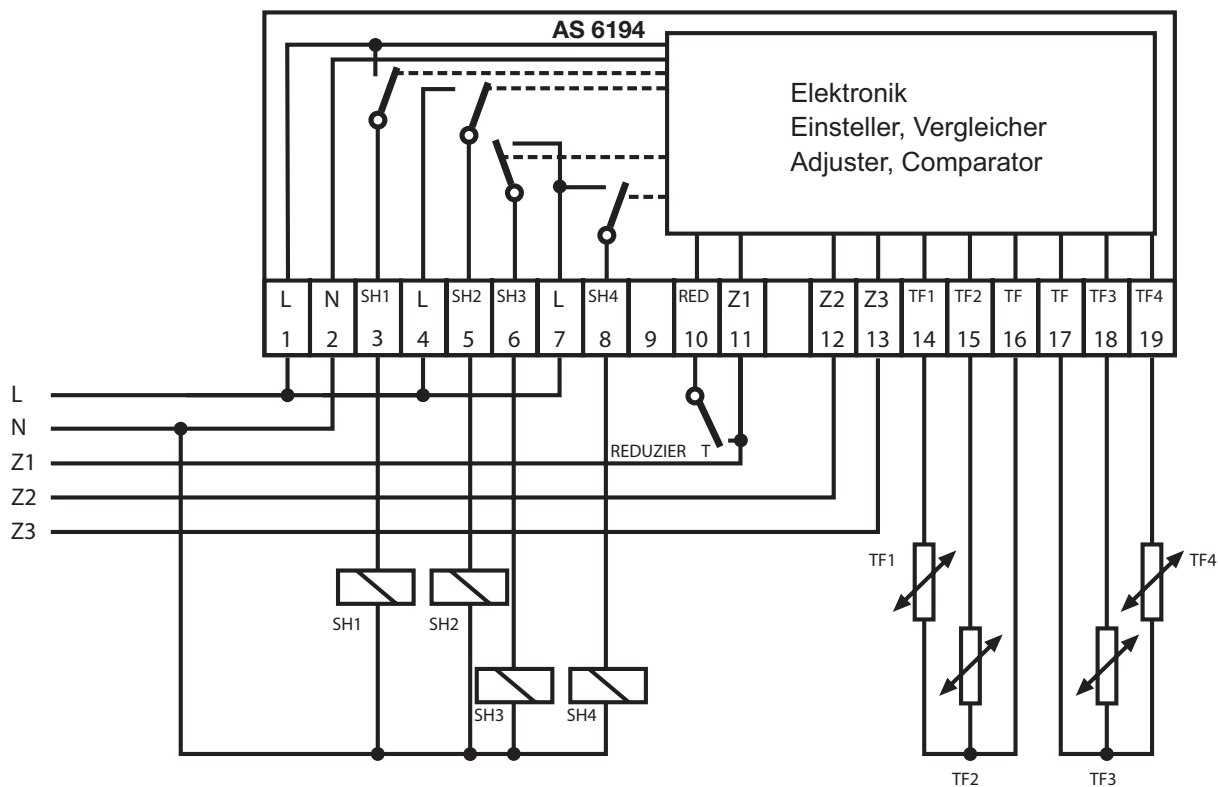 AS 6194
Elektronik
Einsteller, Vergleicher
Adjuster, Comparator
L N SH1 L SH2 SH3 L SH4 RED Z1 Z2 Z3 TF1 TF2 TF TF TF3 TF4
1 2 3 4 5 6 7 8 9 10 11 12 13 14 15 16 17 18 19
L
N
REDUZIER T
Z1
Z2
Z3
TF1 TF4
SH1 SH2
SH3 SH4
TF2 TF3